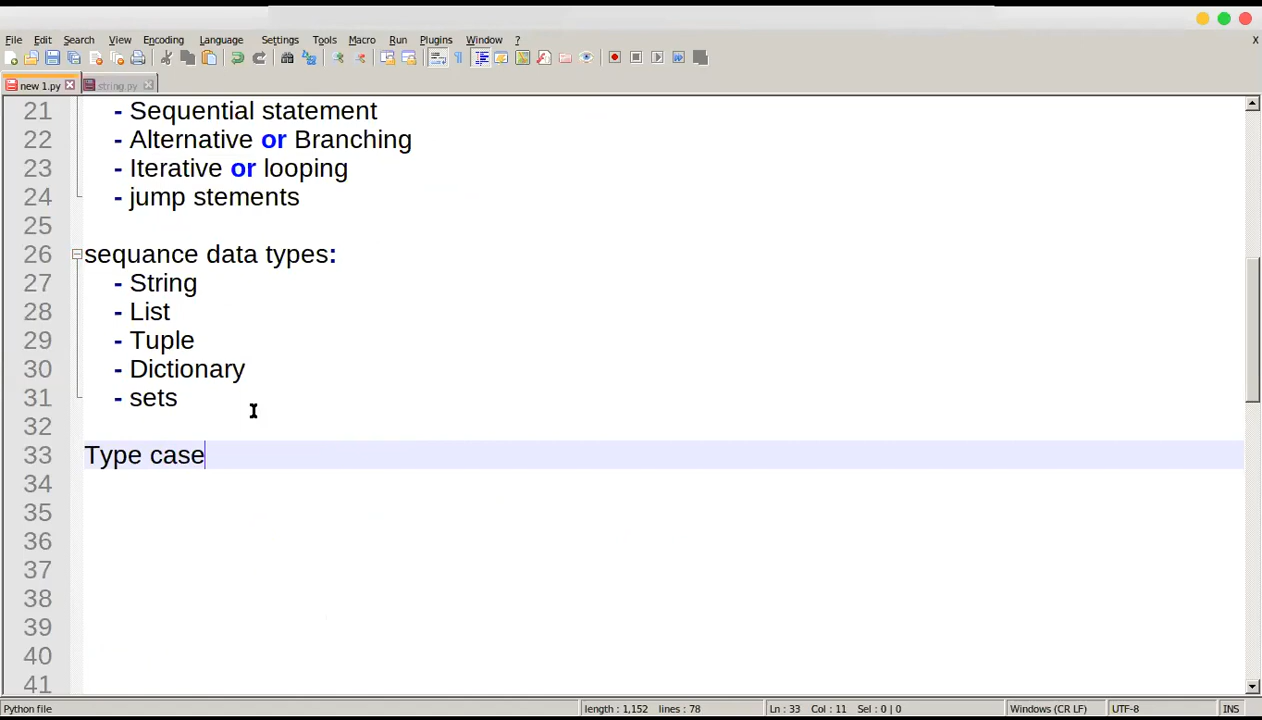 File Edit Search View Encoding Language Settings Tools Macro Run Plugins Window ? X
new 1.py string.py
21 - Sequential statement
22 - Alternative or Branching
23 - Iterative or looping
24 - jump stements
25
26 sequance data types:
27 - String
28 - List
29 - Tuple
30 - Dictionary
31 - sets
32
33 Type case
34
35
36
37
38
39
40
41
Python file length : 1,152 lines : 78 Ln : 33 Col : 11 Sel : 0 | 0 Windows (CR LF) UTF-8 INS